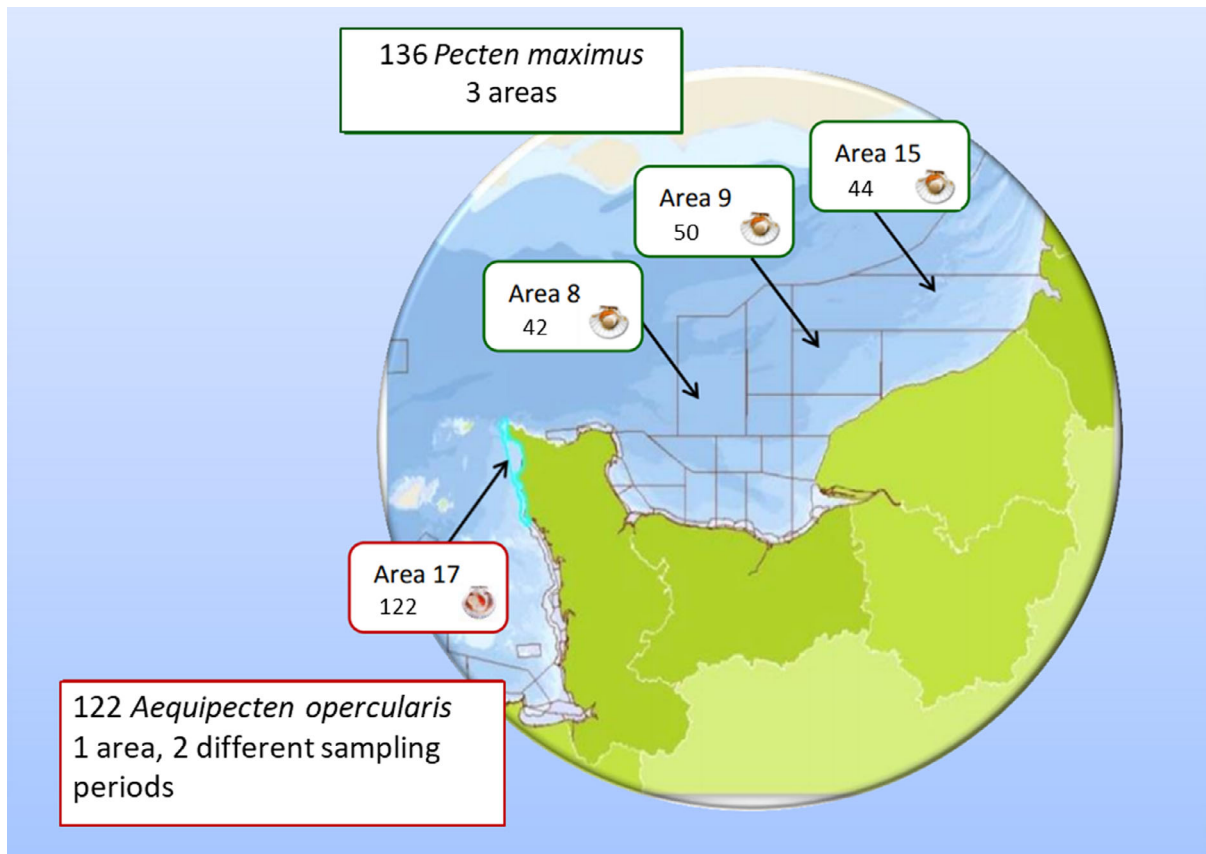 136 Pecten maximus
3 areas
Area 15
44
Area 9
50
Area 8
42
Area 17
122
122 Aequipecten opercularis
1 area, 2 different sampling
periods